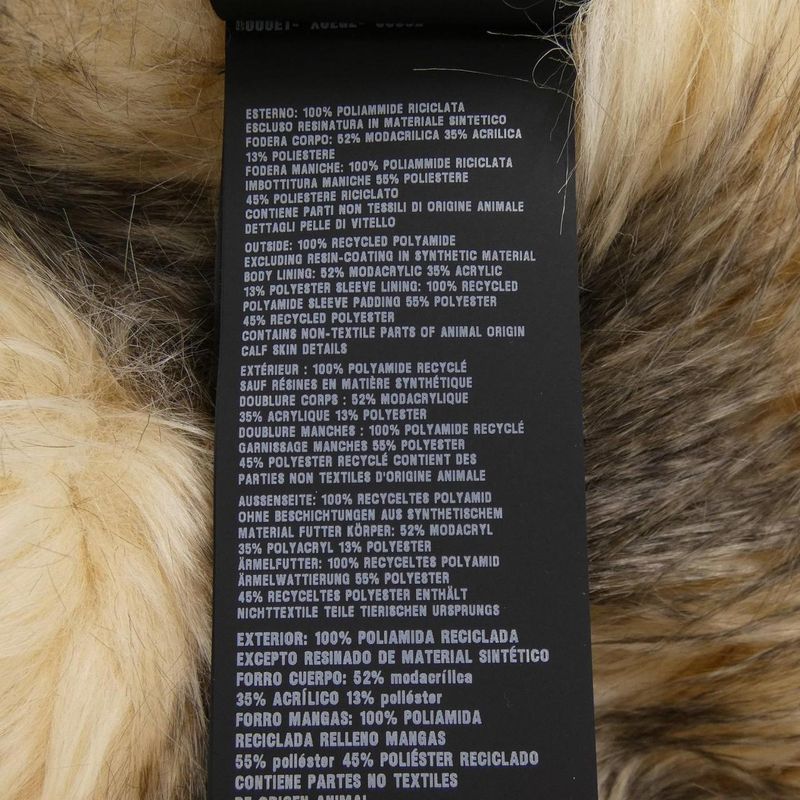 ESTERNO: 100% POLIAMMIDE RICICLATA
ESCLUSO RESINATURA IN MATERIALE SINTETICO
FODERA CORPO: 52% MODACRILICA 35% ACRILICA
13% POLIESTERE
FODERA MANICHE: 100% POLIAMMIDE RICICLATA
IMBOTTITURA MANICHE 55% POLIESTERE
45% POLIESTERE RICICLATO
CONTIENE PARTI NON TESSILI DI ORIGINE ANIMALE
DETTAGLI PELLE DI VITELLO
OUTSIDE: 100% RECYCLED POLYAMIDE
EXCLUDING RESIN-COATING IN SYNTHETIC MATERIAL
BODY LINING: 52% MODACRYLIC 35% ACRYLIC
13% POLYESTER SLEEVE LINING: 100% RECYCLED
POLYAMIDE SLEEVE PADDING 55% POLYESTER
45% RECYCLED POLYESTER
CONTAINS NON-TEXTILE PARTS OF ANIMAL ORIGIN
CALF SKIN DETAILS
EXTÉRIEUR : 100% POLYAMIDE RECYCLÉ
SAUF RÉSINES EN MATIÈRE SYNTHÉTIQUE
DOUBLURE CORPS : 52% MODACRYLIQUE
35% ACRYLIQUE 13% POLYESTER
DOUBLURE MANCHES : 100% POLYAMIDE RECYCLÉ
GARNISSAGE MANCHES 55% POLYESTER
45% POLYESTER RECYCLÉ CONTIENT DES
PARTIES NON TEXTILES D'ORIGINE ANIMALE
AUSSENSEITE: 100% RECYCELTES POLYAMID
OHNE BESCHICHTUNGEN AUS SYNTHETISCHEM
MATERIAL FUTTER KÖRPER: 52% MODACRYL
35% POLYACRYL 13% POLYESTER
ÄRMELFUTTER: 100% RECYCELTES POLYAMID
ÄRMELWATTIERUNG 55% POLYESTER
45% RECYCELTES POLYESTER ENTHÄLT
NICHTTEXTILE TEILE TIERISCHEN URSPRUNGS
EXTERIOR: 100% POLIAMIDA RECICLADA
EXCEPTO RESINADO DE MATERIAL SINTÉTICO
FORRO CUERPO: 52% modacrílica
35% ACRÍLICO 13% poliéster
FORRO MANGAS: 100% POLIAMIDA
RECICLADA RELLENO MANGAS
55% poliéster 45% POLIÉSTER RECICLADO
CONTIENE PARTES NO TEXTILES
DE ORIGEN ANIMAL